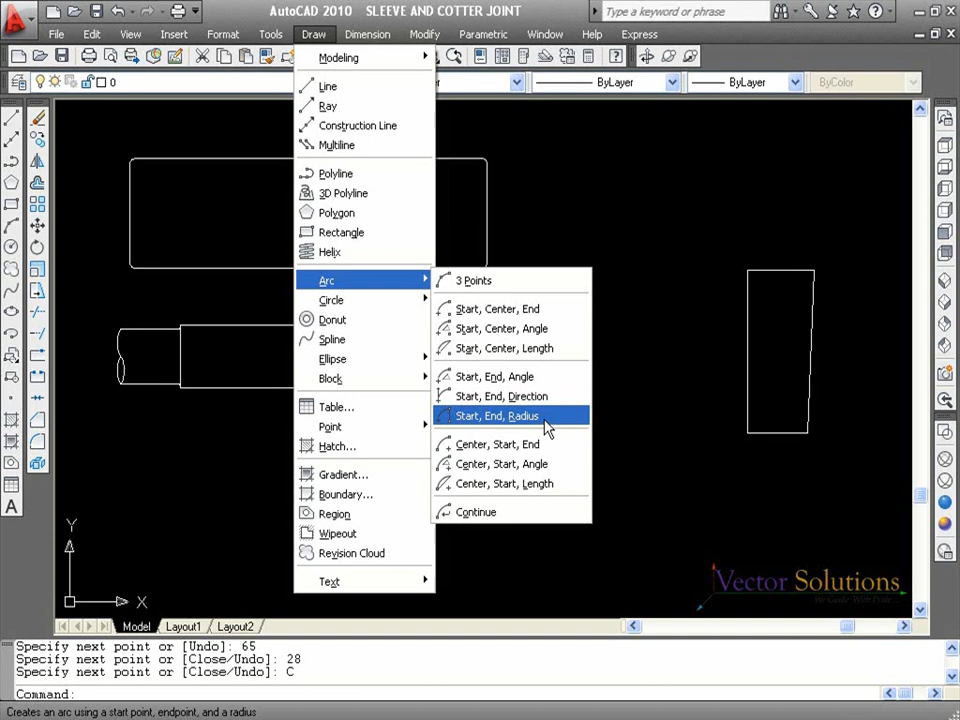 AutoCAD 2010 SLEEVE AND COTTER JOINT
Type a keyword or phrase
File Edit View Insert Format Tools Draw Dimension Modify Parametric Window Help Express
0
ByLayer
ByLayer
ByColor
Modeling
Line
Ray
Construction Line
Multiline
Polyline
3D Polyline
Polygon
Rectangle
Helix
Arc
Circle
Donut
Spline
Ellipse
Block
Table...
Point
Hatch...
Gradient...
Boundary...
Region
Wipeout
Revision Cloud
Text
3 Points
Start, Center, End
Start, Center, Angle
Start, Center, Length
Start, End, Angle
Start, End, Direction
Start, End, Radius
Center, Start, End
Center, Start, Angle
Center, Start, Length
Continue
A
Y
X
Vector Solutions
Model Layout1 Layout2
Specify next point or [Undo]: 65
Specify next point or [Close/Undo]: 28
Specify next point or [Close/Undo]: C
Command:
Creates an arc using a start point, endpoint, and a radius